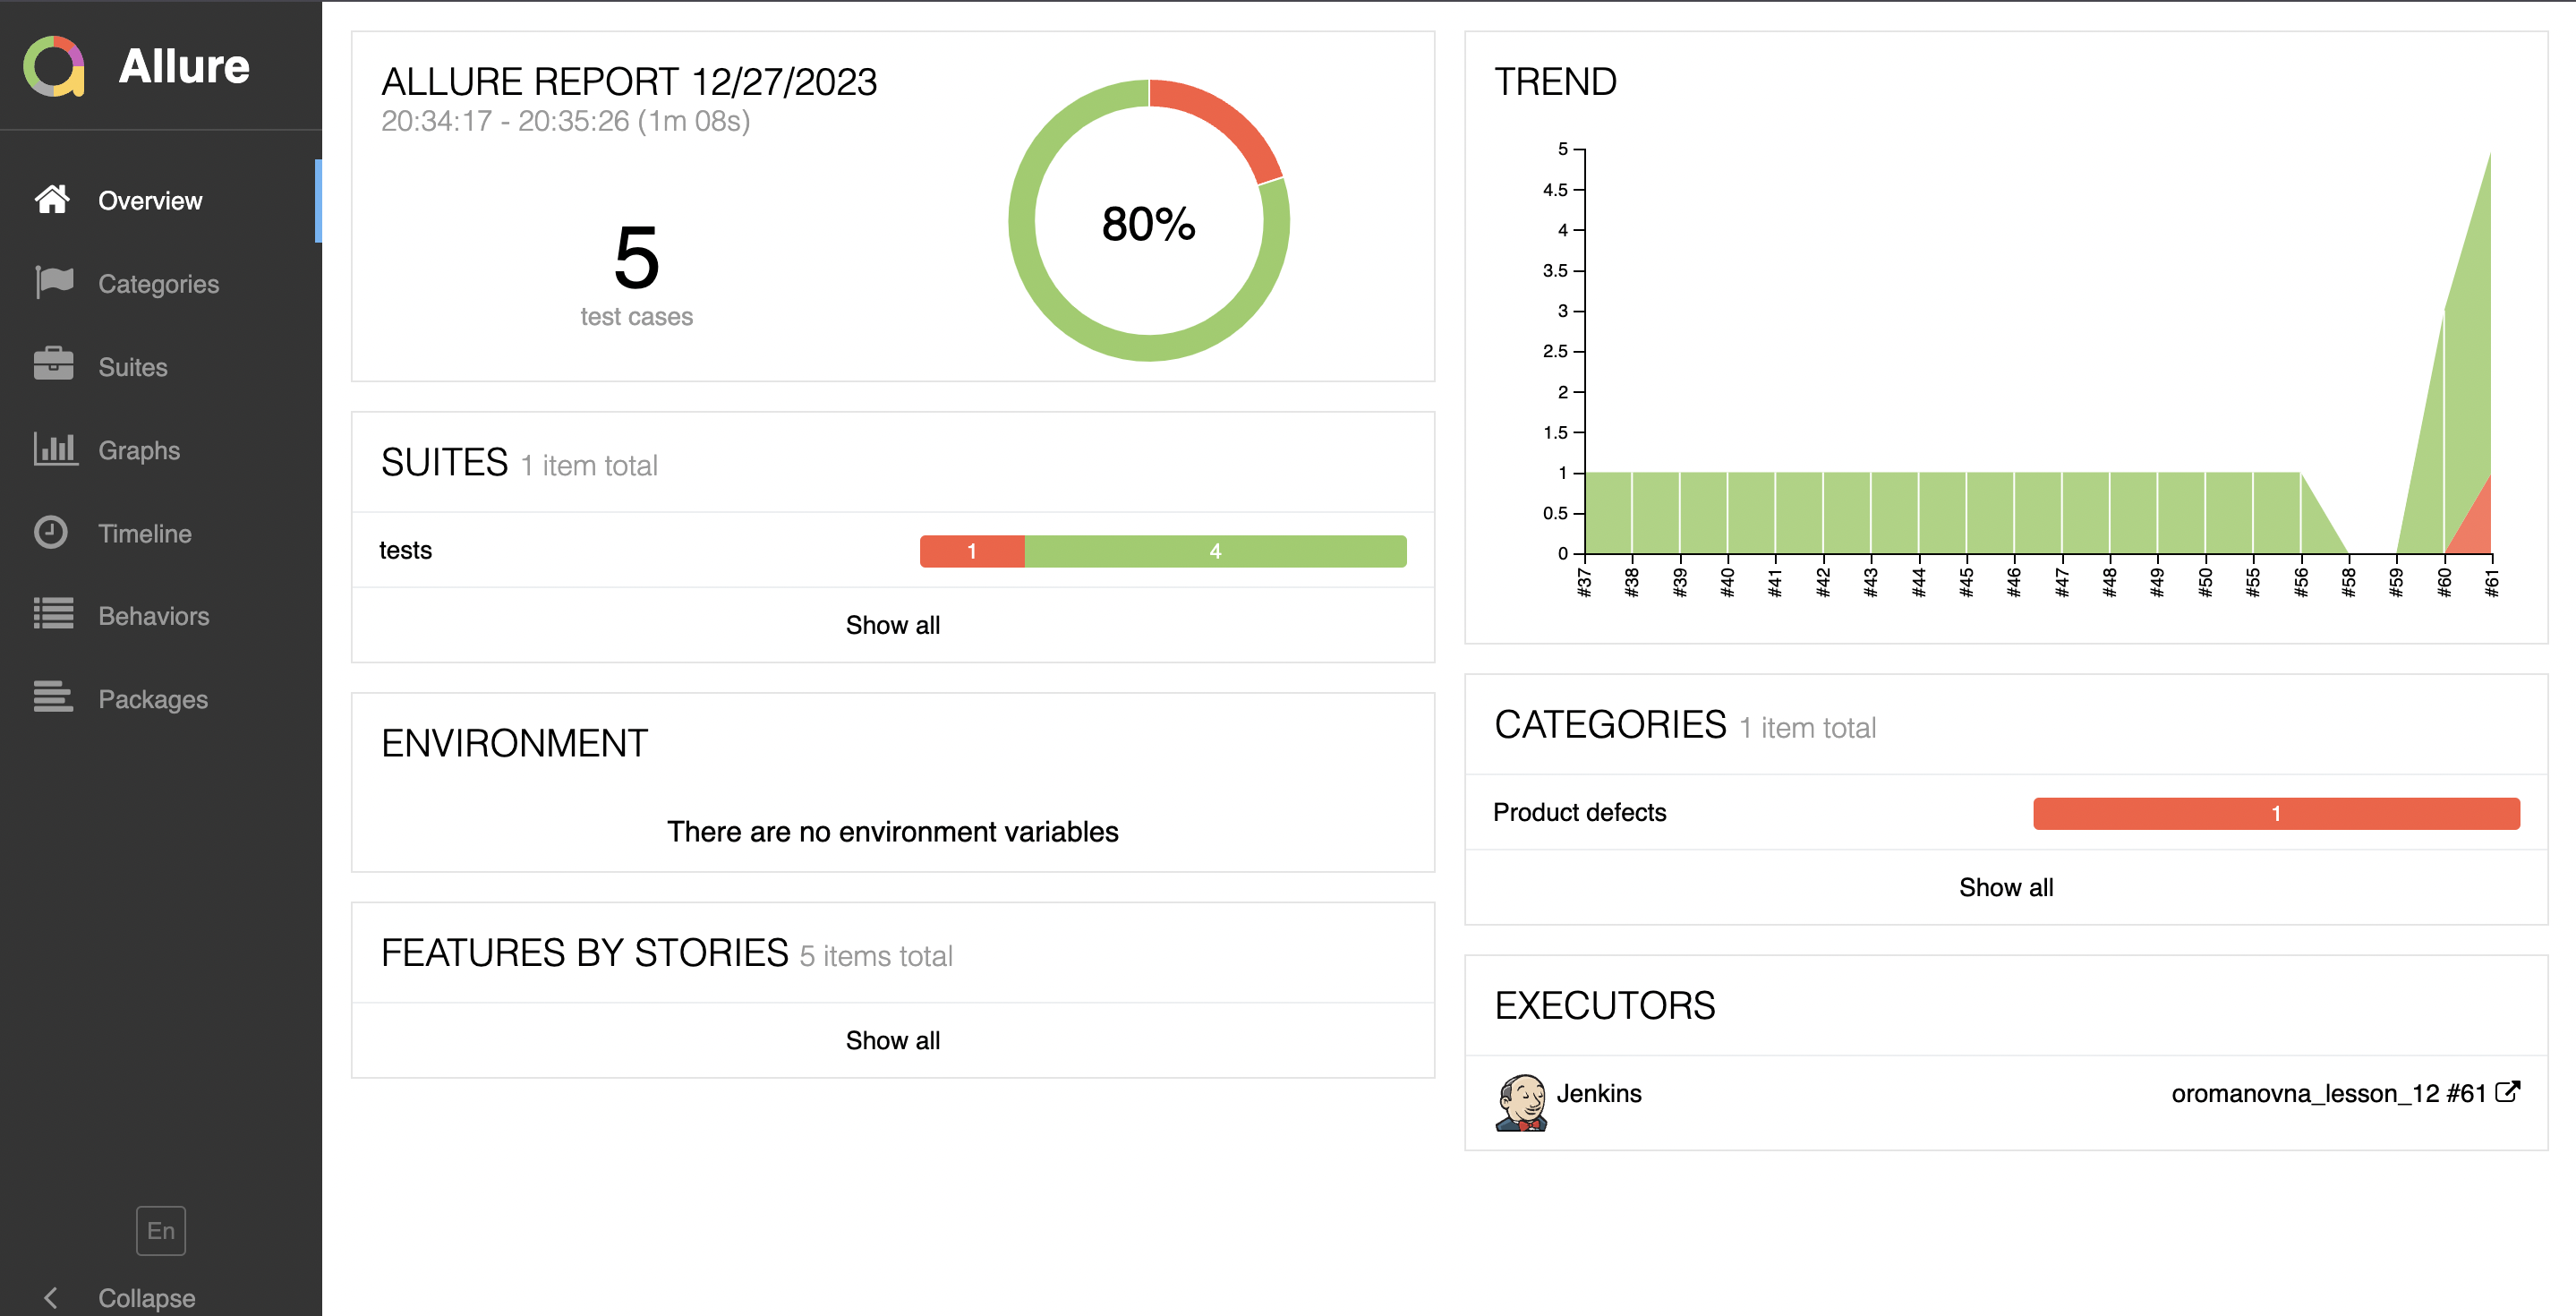 Allure
Overview
Categories
Suites
Graphs
Timeline
Behaviors
Packages
En
Collapse
ALLURE REPORT 12/27/2023
20:34:17 - 20:35:26 (1m 08s)
5
test cases
80%
SUITES 1 item total
tests 1 4
Show all
ENVIRONMENT
There are no environment variables
FEATURES BY STORIES 5 items total
Show all
TREND
5
4.5
4
3.5
3
2.5
2
1.5
1
0.5
0
#37 #38 #39 #40 #41 #42 #43 #44 #45 #46 #47 #48 #49 #50 #55 #56 #58 #59 #60 #61
CATEGORIES 1 item total
Product defects 1
Show all
EXECUTORS
Jenkins oromanovna_lesson_12 #61